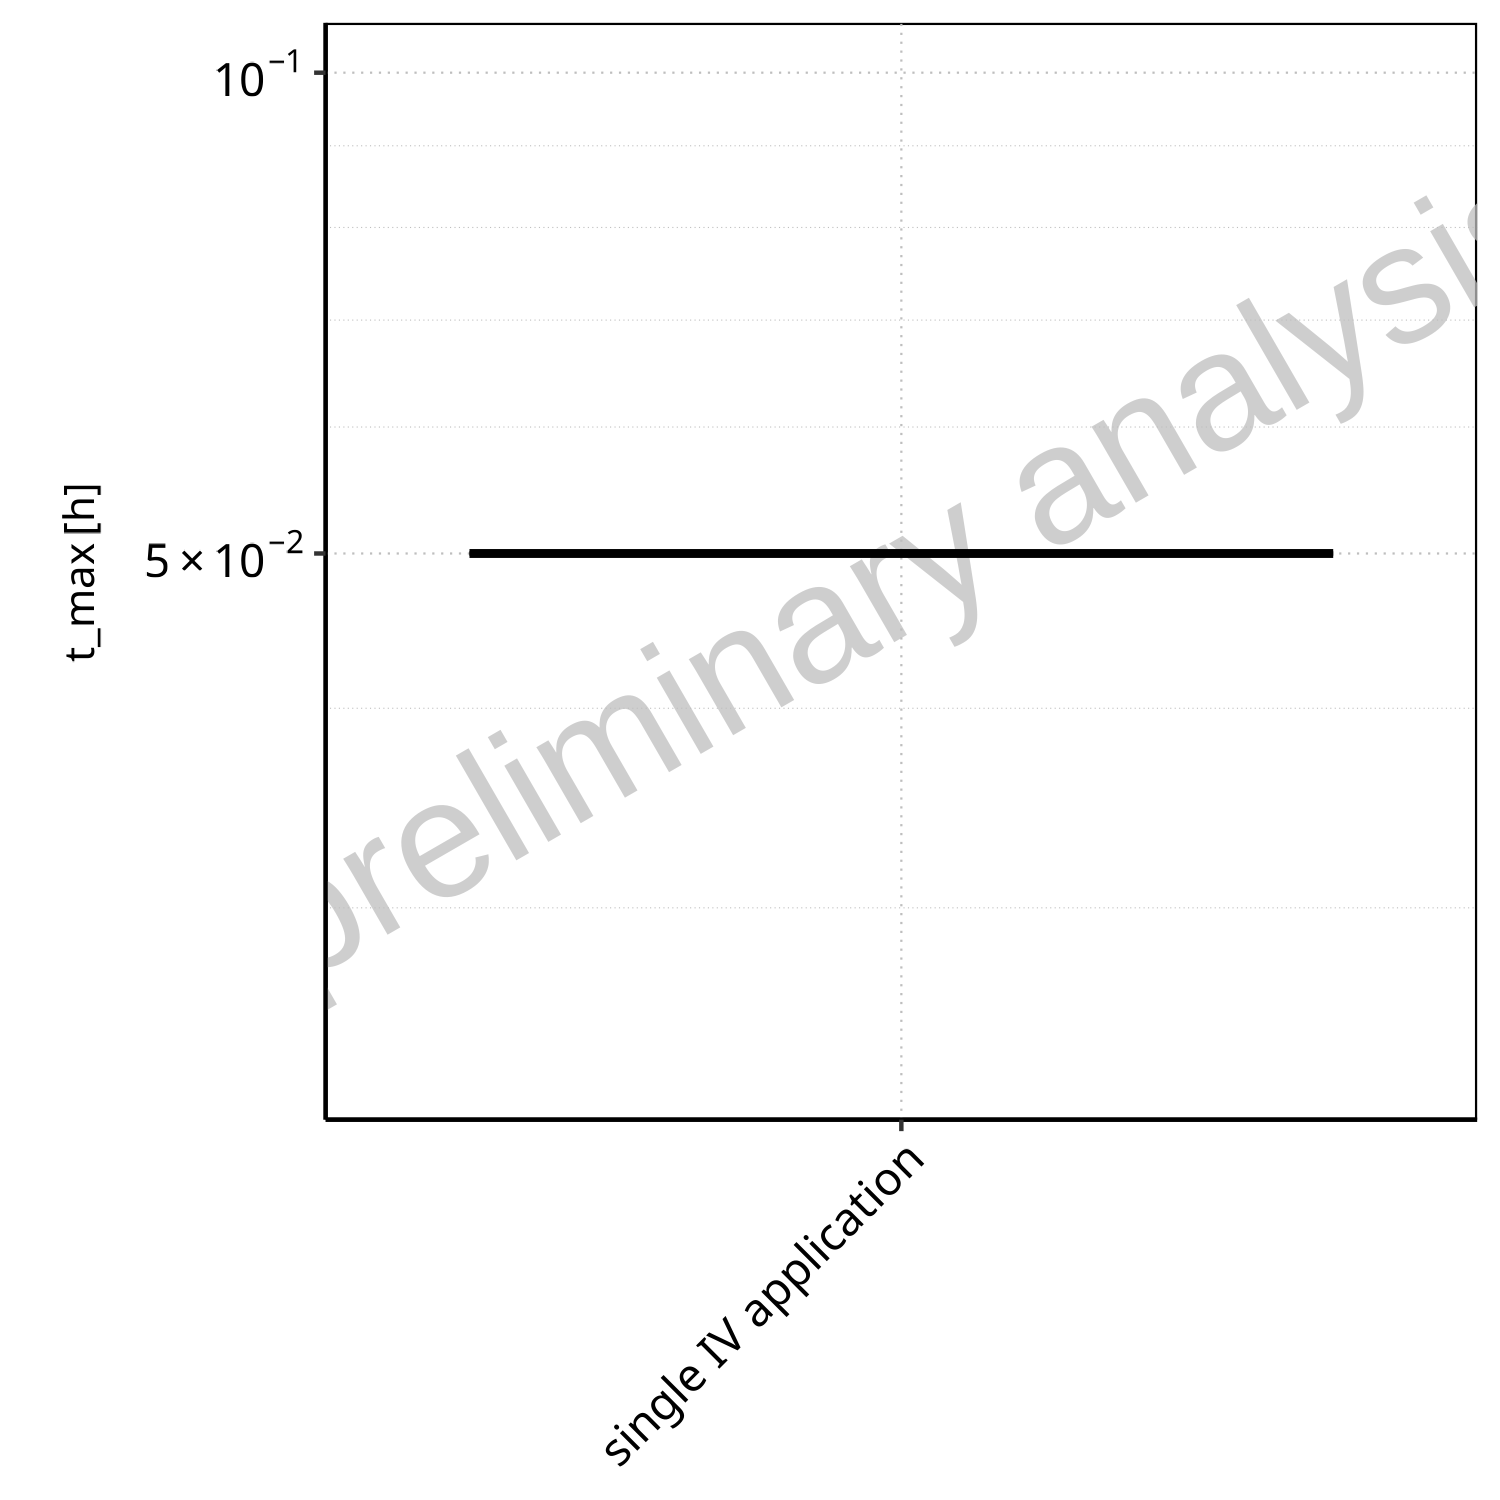 10⁻¹
t_max [h]
5 × 10⁻²
preliminary analysis
single IV application